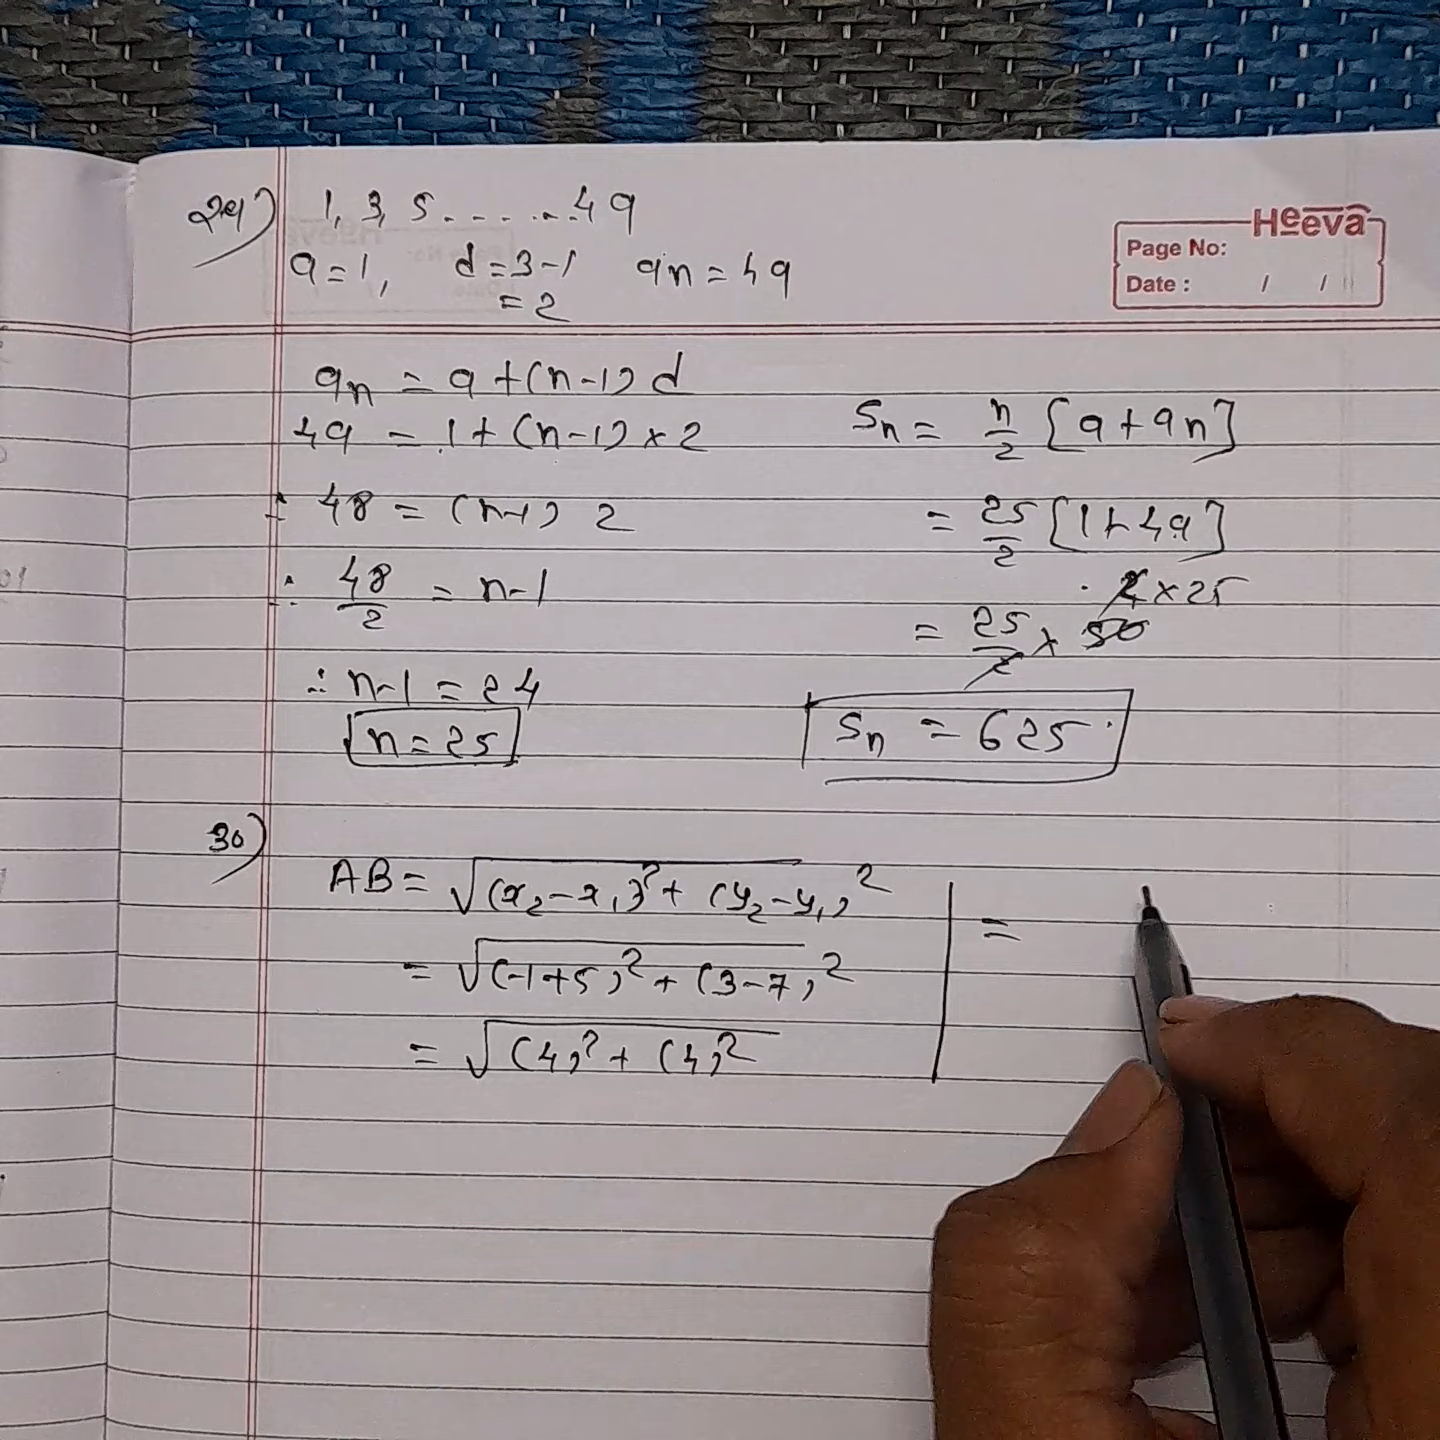 29) 1, 3, 5.......49
Heeva
Page No:
Date : / /
a=1, d=3-1 an=49
=2
an = a+(n-1)d
49 = 1+(n-1)×2
∴ 48 = (n-1) 2
∴ 48/2 = n-1
∴ n-1 = 24
n=25
Sn = n/2 [a+an]
= 25/2 [1+49]
2×25
= 25/2 × 50
Sn = 625
30)
AB = √(x₂-x₁)²+(y₂-y₁)²
= √(-1+5)²+(3-7)²
= √(4)²+(4)²
=